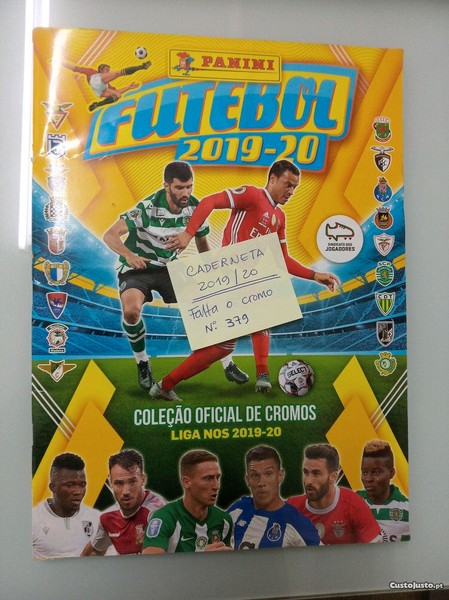 PANINI
FUTEBOL
2019-20
SINDICATO DOS
JOGADORES
CADERNETA
2019/20
Falta o cromo
Nº 379
SELECT
COLEÇÃO OFICIAL DE CROMOS
LIGA NOS 2019-20
CustoJusto.pt